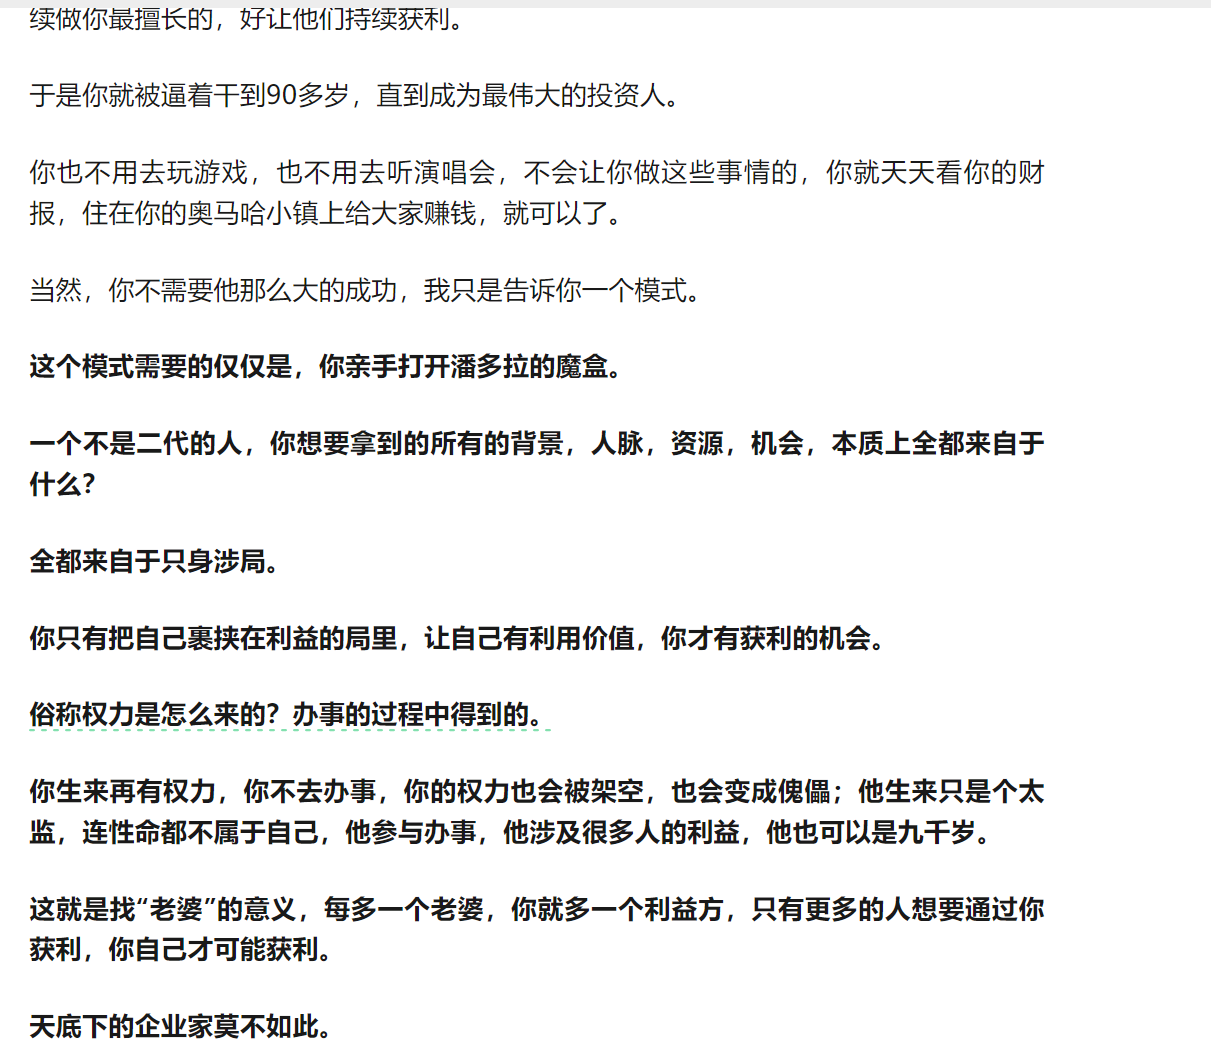 续做你最擅长的，好让他们持续获利。
于是你就被逼着干到90多岁，直到成为最伟大的投资人。
你也不用去玩游戏，也不用去听演唱会，不会让你做这些事情的，你就天天看你的财
报，住在你的奥马哈小镇上给大家赚钱，就可以了。
当然，你不需要他那么大的成功，我只是告诉你一个模式。
这个模式需要的仅仅是，你亲手打开潘多拉的魔盒。
一个不是二代的人，你想要拿到的所有的背景，人脉，资源，机会，本质上全都来自于
什么？
全都来自于只身涉局。
你只有把自己裹挟在利益的局里，让自己有利用价值，你才有获利的机会。
俗称权力是怎么来的？办事的过程中得到的。
你生来再有权力，你不去办事，你的权力也会被架空，也会变成傀儡；他生来只是个太
监，连性命都不属于自己，他参与办事，他涉及很多人的利益，他也可以是九千岁。
这就是找“老婆”的意义，每多一个老婆，你就多一个利益方，只有更多的人想要通过你
获利，你自己才可能获利。
天底下的企业家莫不如此。